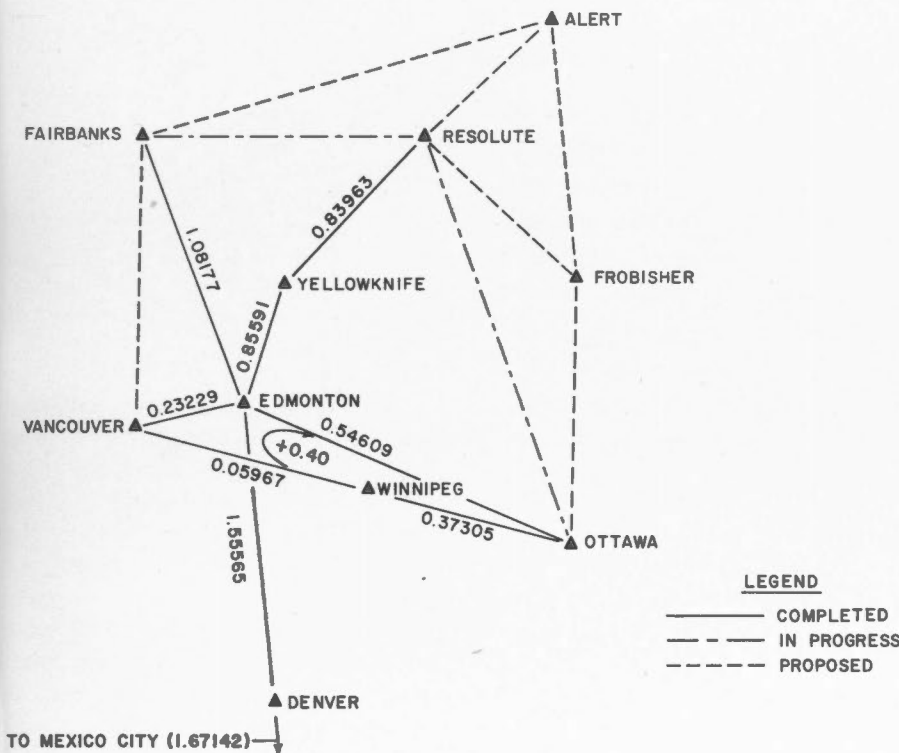 ALERT
FAIRBANKS
RESOLUTE
0.83963
1.08177
YELLOWKNIFE
FROBISHER
0.85591
EDMONTON
0.23229
VANCOUVER
0.54609
+0.40
0.05967
WINNIPEG
0.37305
OTTAWA
1.55565
LEGEND
COMPLETED
IN PROGRESS
PROPOSED
DENVER
TO MEXICO CITY (1.67142)